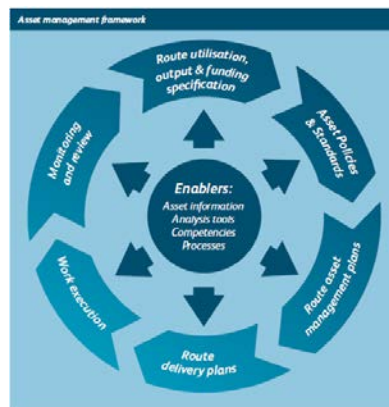 Asset management framework
Route utilisation,
output & funding
specification
Asset Policies
& Standards
Route asset
management plans
Route
delivery plans
Work execution
Monitoring
and review
Enablers:
Asset information
Analysis tools
Competencies
Processes